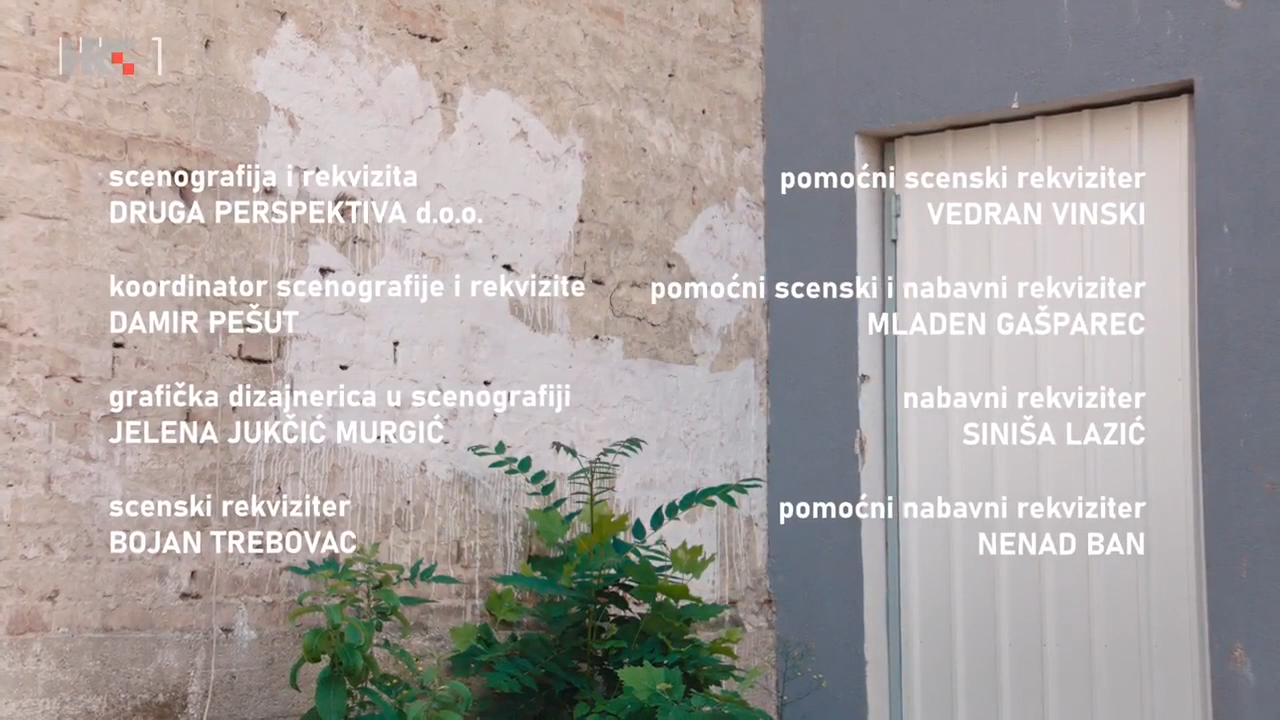 HRT 1
scenografija i rekvizita
DRUGA PERSPEKTIVA d.o.o.
koordinator scenografije i rekvizite
DAMIR PEŠUT
grafička dizajnerica u scenografiji
JELENA JUKČIĆ MURGIĆ
scenski rekviziter
BOJAN TREBOVAC
pomoćni scenski rekviziter
VEDRAN VINSKI
pomoćni scenski i nabavni rekviziter
MLADEN GAŠPAREC
nabavni rekviziter
SINIŠA LAZIĆ
pomoćni nabavni rekviziter
NENAD BAN